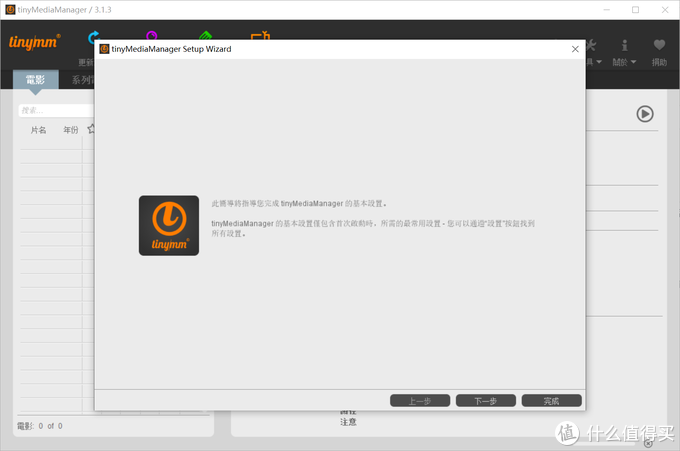 tinyMediaManager / 3.1.3
tinymm®
更新
具
關於
捐助
電影
系列電
搜索...
片名
年份
tinyMediaManager Setup Wizard
tinymm®
此嚮導將指導您完成 tinyMediaManager 的基本設置。
tinyMediaManager 的基本設置僅包含首次啟動時，所需的最常用設置 - 您可以通過“設置”按鈕找到
所有設置。
上一步
下一步
完成
電影: 0 of 0
注意
值 什么值得买